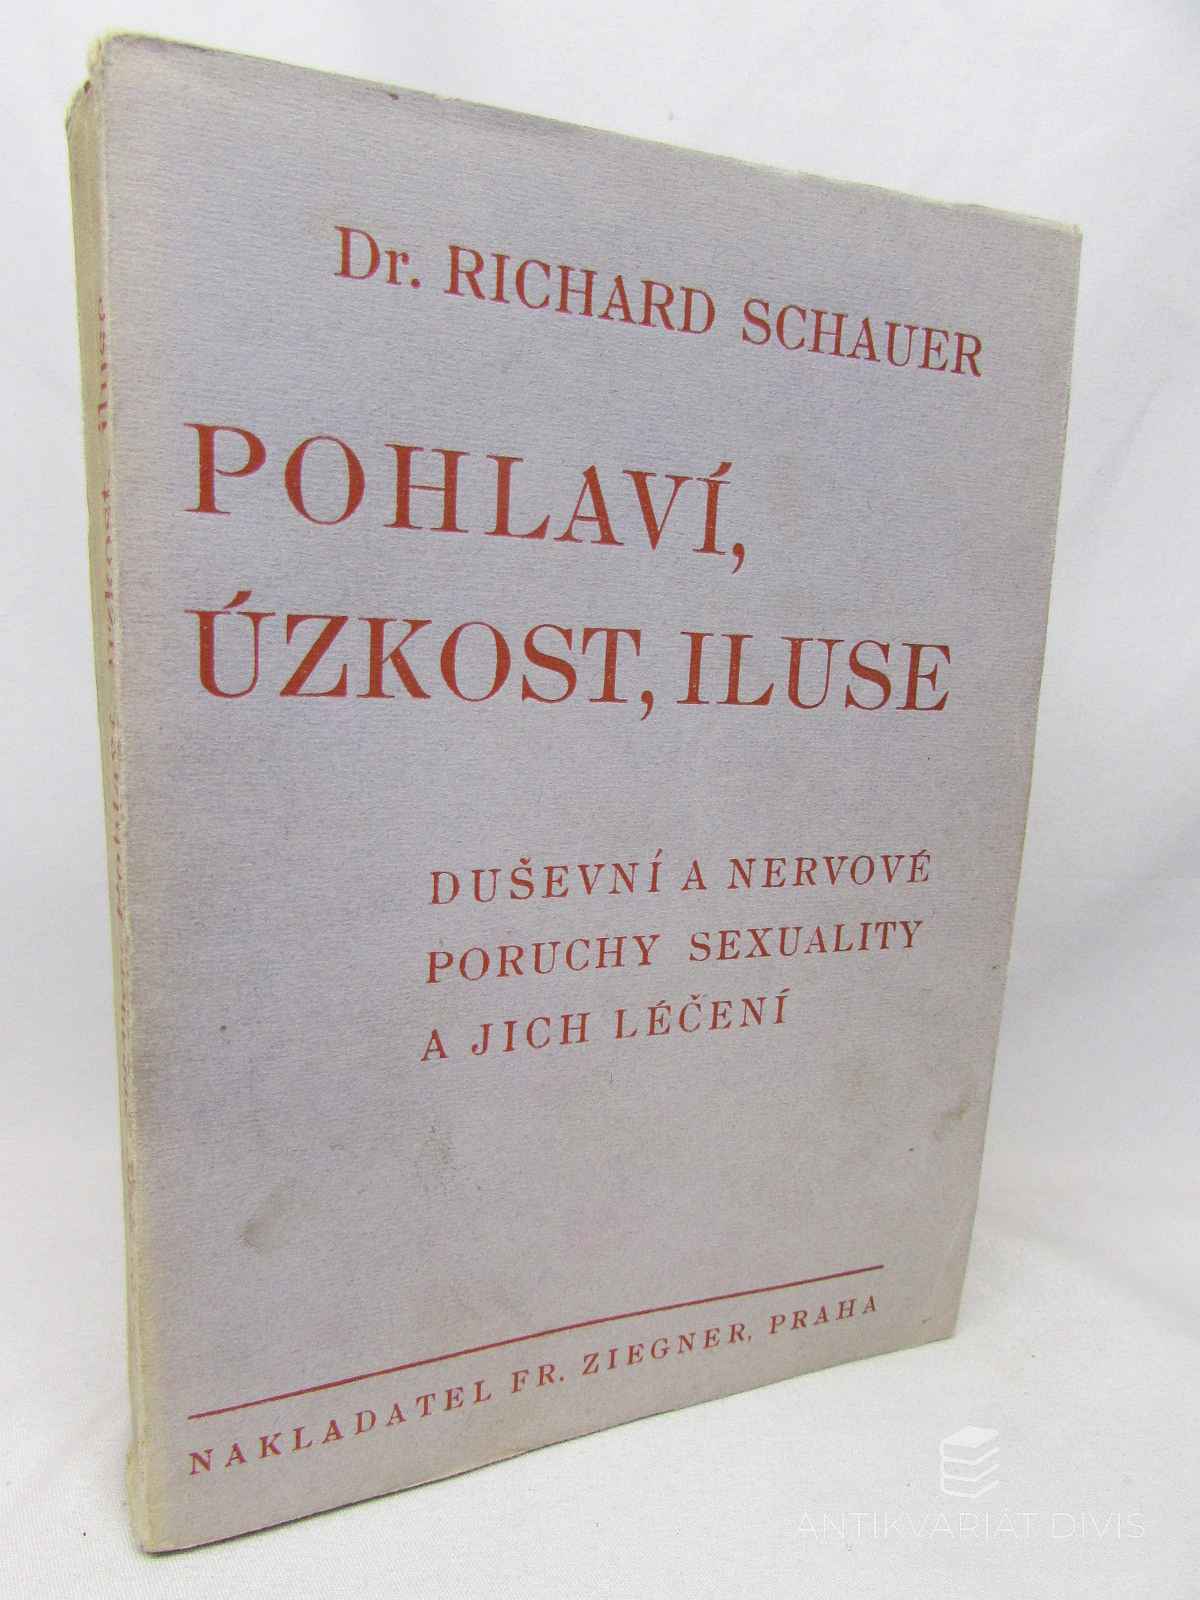 Dr. RICHARD SCHAUER
POHLAVÍ,
ÚZKOST, ILUSE
DUŠEVNÍ A NERVOVÉ
PORUCHY SEXUALITY
A JICH LÉČENÍ
NAKLADATEL FR. ZIEGNER, PRAHA
ANTIKVARIÁT DIVIS